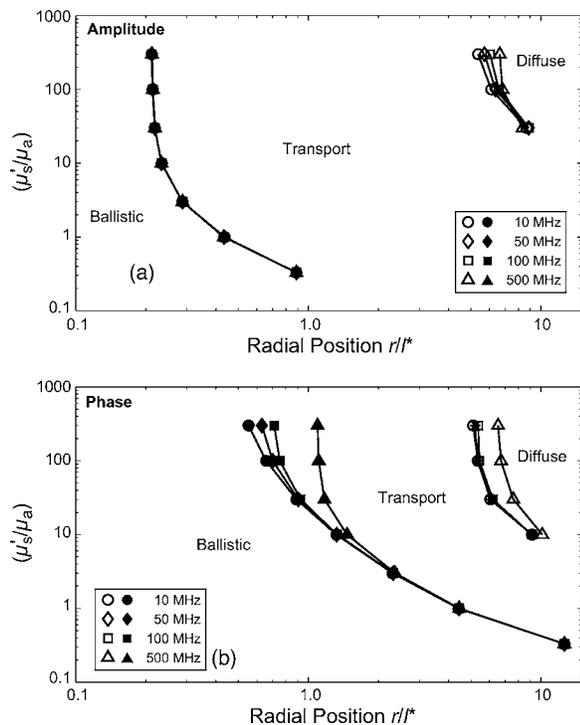 Amplitude
1000
100
10
1
0.1
(μ's/μa)
Diffuse
Transport
Ballistic
(a)
10 MHz
50 MHz
100 MHz
500 MHz
0.1
1.0
10
Radial Position r/l*
Phase
1000
100
10
1
0.1
(μ's/μa)
Diffuse
Transport
Ballistic
10 MHz
50 MHz
100 MHz
500 MHz
(b)
0.1
1.0
10
Radial Position r/l*